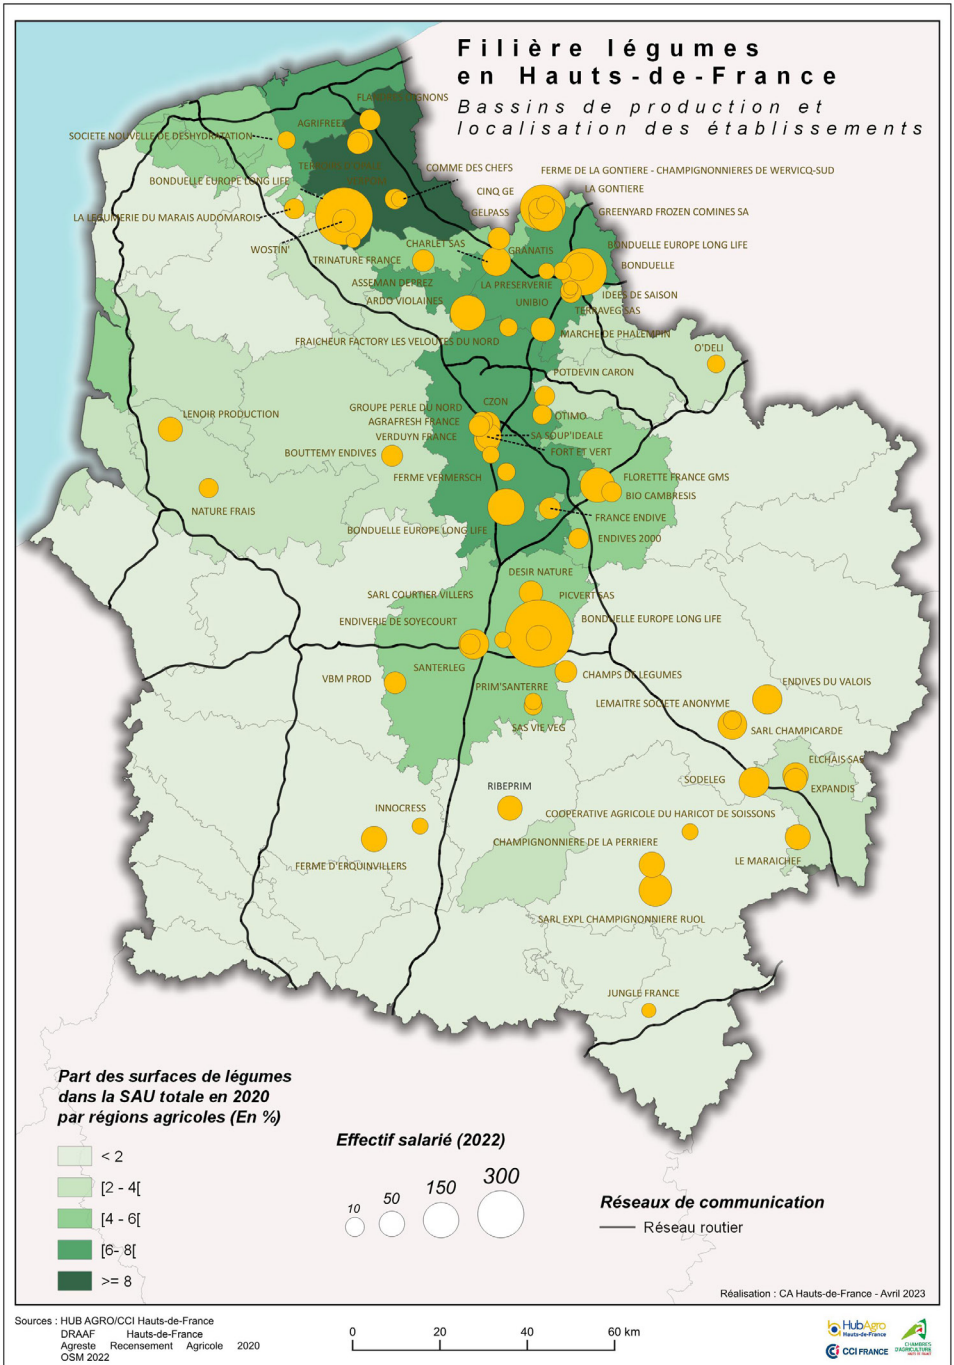 Filière légumes
en Hauts-de-France
Bassins de production et
localisation des établissements
AGRIFREEZ
SOCIETE NOUVELLE DE DESHYDRATATION
COMME DES CHEFS
FERME DE LA GONTIERE - CHAMPIGNONNIERES DE WERVICQ-SUD
BONDUELLE EUROPE LONG LIFE
CINQ GE
LA GONTIERE
LA LEGUMERIE DU MARAIS AUDOMAROIS
GELPASS
GREENYARD FROZEN COMINES SA
WOSTIN'
CHARLET SAS
GRANATIS
BONDUELLE EUROPE LONG LIFE
TRINATURE FRANCE
BONDUELLE
ASSEMAN DEPREZ
LA PRESERVERIE
IDEES DE SAISON
ARDO VIOLAINES
UNIBIO
TERRAVEG SAS
FRAICHEUR FACTORY LES VELOUTES DU NORD
MARCHE DE PHALEMPIN
O'DELI
POTDEVIN CARON
LENOIR PRODUCTION
GROUPE PERLE DU NORD
CZON
OTIMO
AGRAFRESH FRANCE
VERDUYN FRANCE
SA SOUP'IDEALE
BOUTTEMY ENDIVES
FORT ET VERT
FERME VERMERSCH
FLORETTE FRANCE GMS
NATURE FRAIS
BIO CAMBRESIS
BONDUELLE EUROPE LONG LIFE
FRANCE ENDIVE
ENDIVES 2000
DESIR NATURE
SARL COURTIER VILLERS
PICVERT SAS
ENDIVERIE DE SOYECOURT
BONDUELLE EUROPE LONG LIFE
SANTERLEG
VBM PROD
CHAMPS DE LEGUMES
PRIM'SANTERRE
ENDIVES DU VALOIS
LEMAITRE SOCIETE ANONYME
SAS VIE VEG
SARL CHAMPICARDE
ELCHAIS SAS
SODELEG
RIBEPRIM
EXPANDIS
INNOCRESS
COOPERATIVE AGRICOLE DU HARICOT DE SOISSONS
CHAMPIGNONNIERE DE LA PERRIERE
FERME D'ERQUINVILLERS
LE MARAICHEF
SARL EXPL CHAMPIGNONNIERE RUOL
JUNGLE FRANCE
Part des surfaces de légumes
dans la SAU totale en 2020
par régions agricoles (En %)
< 2
[2 - 4[
[4 - 6[
[6- 8[
>= 8
Effectif salarié (2022)
10 50 150 300
Réseaux de communication
Réseau routier
Réalisation : CA Hauts-de-France - Avril 2023
Sources : HUB AGRO/CCI Hauts-de-France
DRAAF Hauts-de-France
Agreste Recensement Agricole 2020
OSM 2022
0 20 40 60 km
HubAgro
Hauts-de-France
CCI FRANCE
CHAMBRES
D'AGRICULTURE